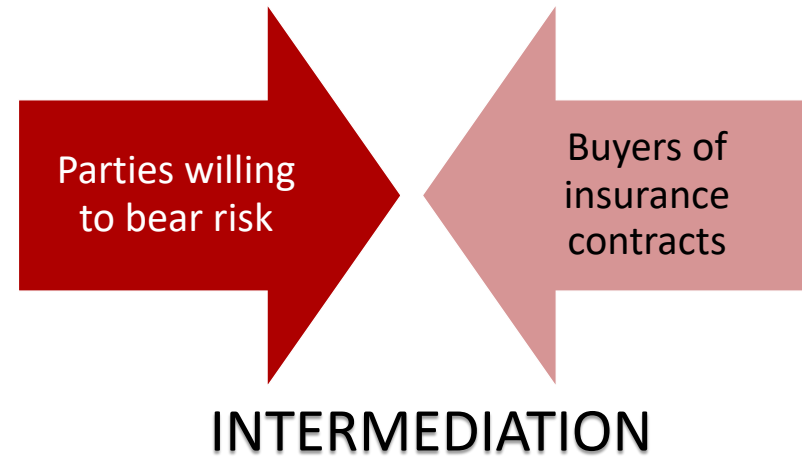 Parties willing
to bear risk
Buyers of
insurance
contracts
INTERMEDIATION